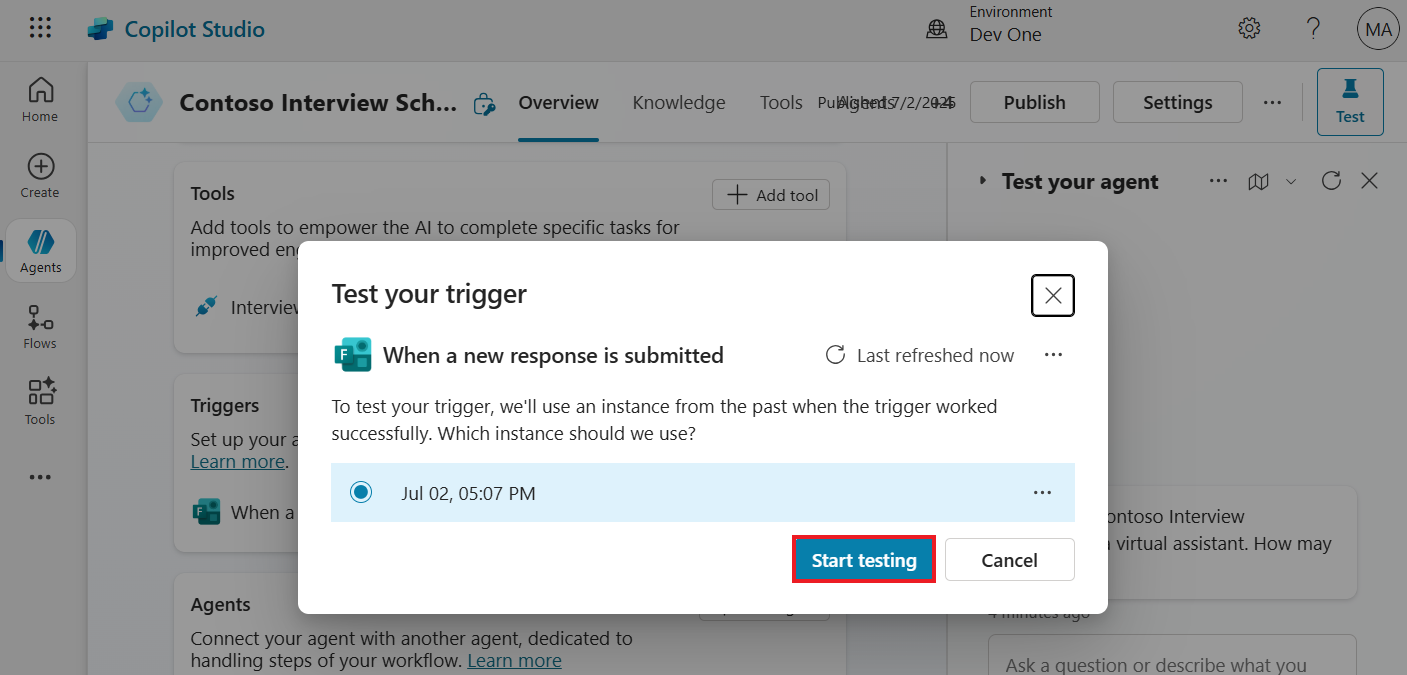 Copilot Studio
Environment
Dev One
?
MA
Home
Create
Agents
Flows
Tools
Contoso Interview Sch...
Overview
Knowledge
Tools
Published 7/2/2025
Agents
+4
Publish
Settings
Test
Tools
Add tool
Add tools to empower the AI to complete specific tasks for
improved
Triggers
Set up your
Learn more.
When a
Agents
Connect your agent with another agent, dedicated to
handling steps of your workflow. Learn more
Test your agent
Test your trigger
When a new response is submitted
Last refreshed now
To test your trigger, we'll use an instance from the past when the trigger worked
successfully. Which instance should we use?
Jul 02, 05:07 PM
Start testing
Cancel
Interview
virtual assistant. How may
minutes ago
Ask a question or describe what you